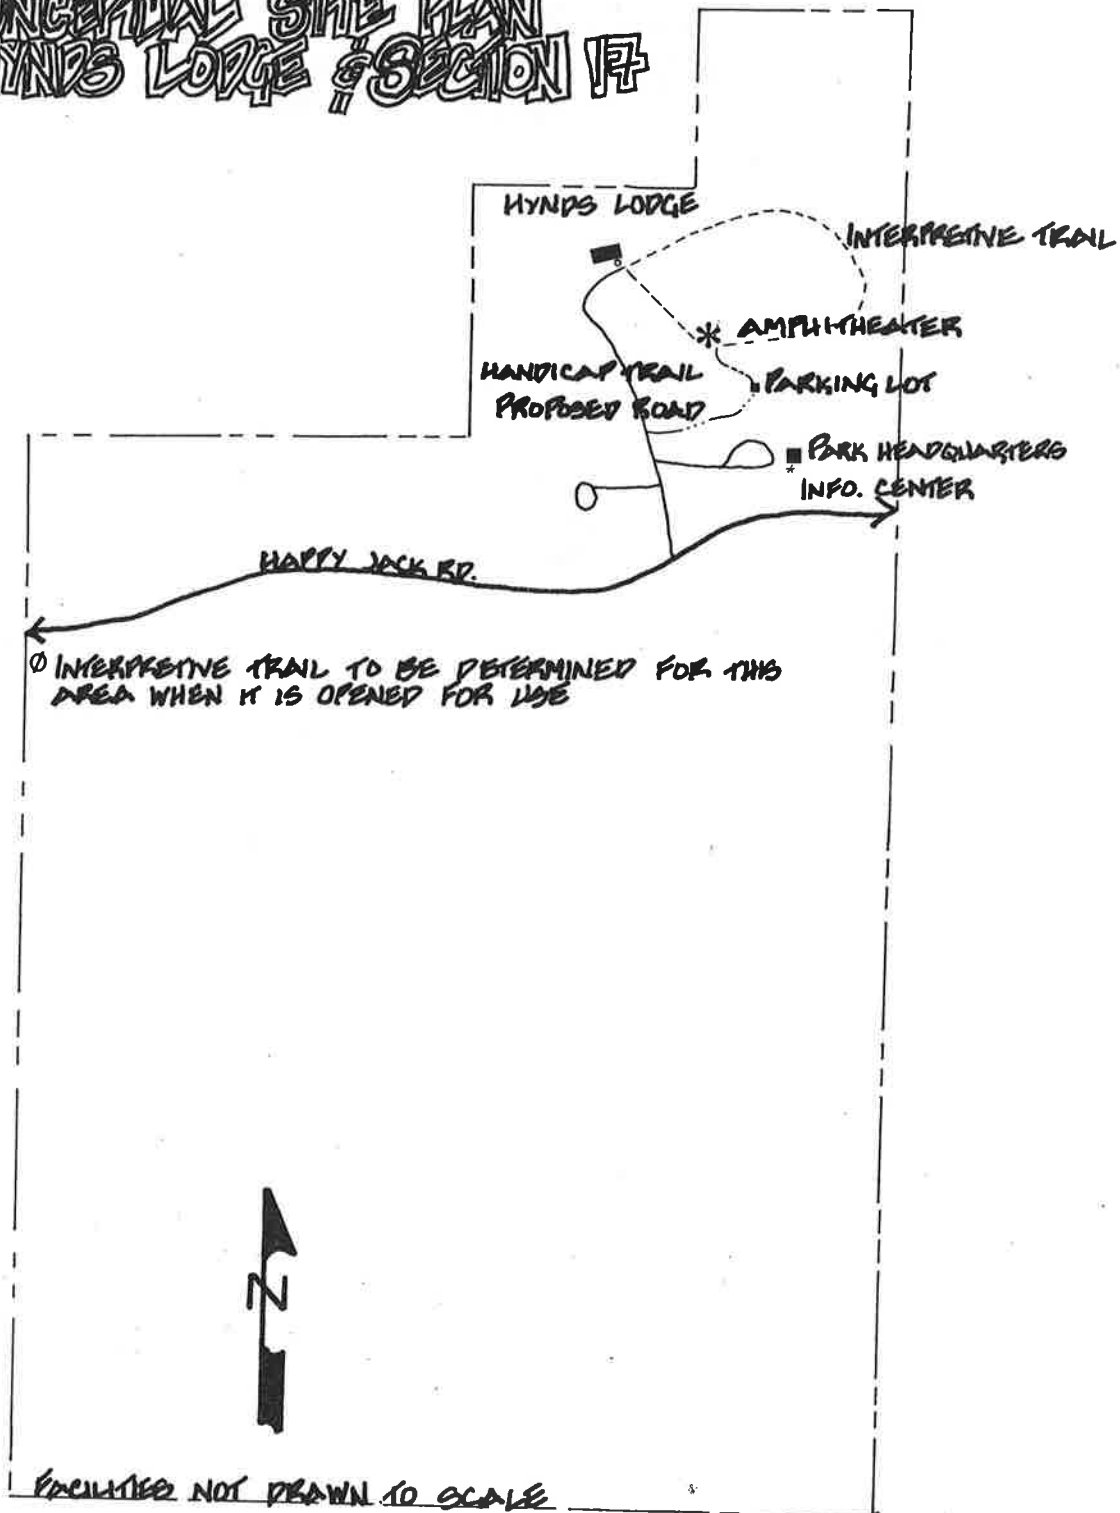 NCEPTUAL SITE PLAN
YNDS LODGE & SECTION 17
HYNDS LODGE
INTERPRETIVE TRAIL
AMPHITHEATER
HANDICAP TRAIL
PARKING LOT
PROPOSED ROAD
PARK HEADQUARTERS
INFO. CENTER
HAPPY JACK RD.
Ø INTERPRETIVE TRAIL TO BE DETERMINED FOR THIS
AREA WHEN IT IS OPENED FOR USE
N
FACILITIES NOT DRAWN TO SCALE